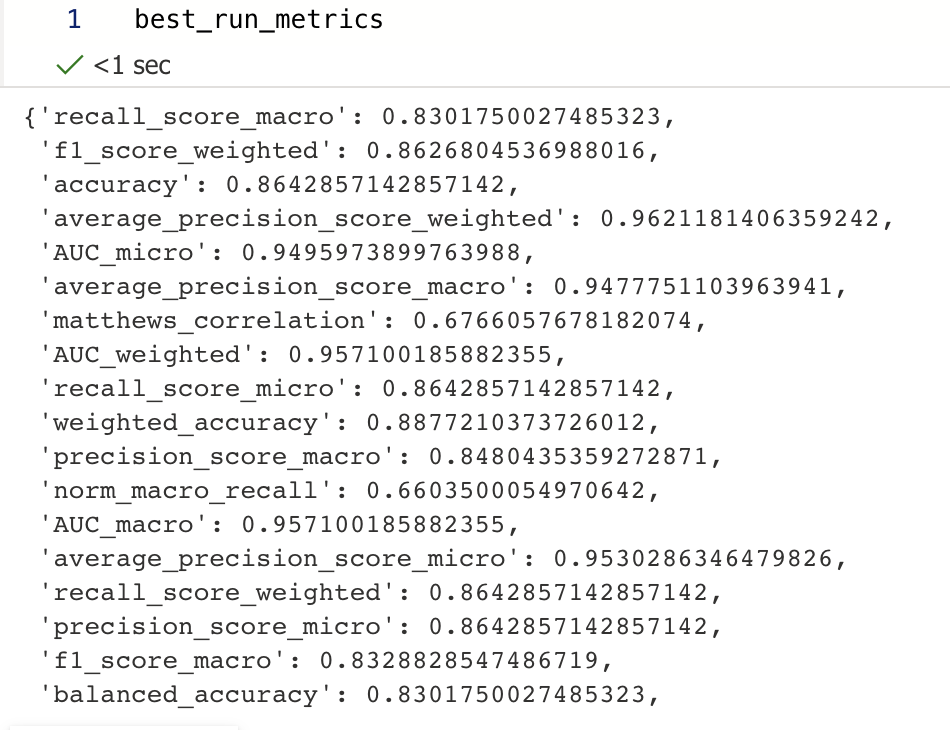 1 best_run_metrics
<1 sec
{'recall_score_macro': 0.8301750027485323,
'f1_score_weighted': 0.8626804536988016,
'accuracy': 0.8642857142857142,
'average_precision_score_weighted': 0.9621181406359242,
'AUC_micro': 0.9495973899763988,
'average_precision_score_macro': 0.9477751103963941,
'matthews_correlation': 0.6766057678182074,
'AUC_weighted': 0.957100185882355,
'recall_score_micro': 0.8642857142857142,
'weighted_accuracy': 0.8877210373726012,
'precision_score_macro': 0.8480435359272871,
'norm_macro_recall': 0.6603500054970642,
'AUC_macro': 0.957100185882355,
'average_precision_score_micro': 0.9530286346479826,
'recall_score_weighted': 0.8642857142857142,
'precision_score_micro': 0.8642857142857142,
'f1_score_macro': 0.8328828547486719,
'balanced_accuracy': 0.8301750027485323,